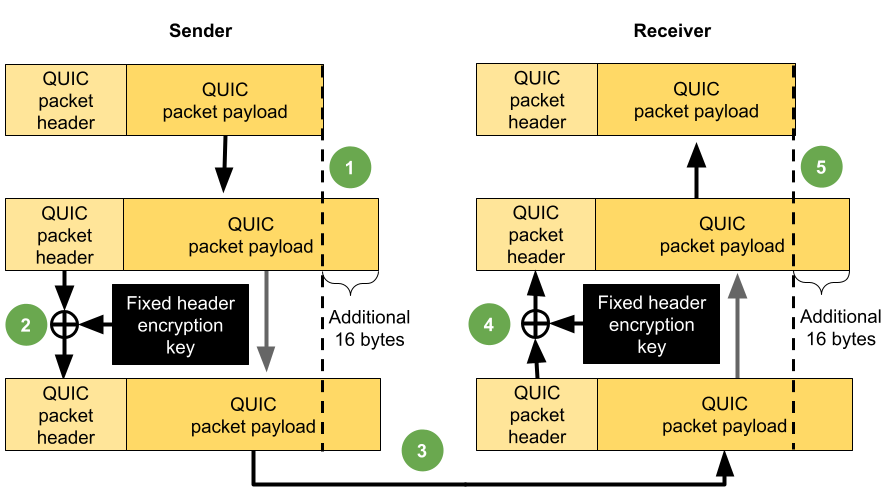 Sender
Receiver
QUIC
packet
header
QUIC
packet payload
QUIC
packet
header
QUIC
packet payload
1
5
QUIC
packet
header
QUIC
packet payload
QUIC
packet
header
QUIC
packet payload
2
Fixed header
encryption
key
Additional
16 bytes
4
Fixed header
encryption
key
Additional
16 bytes
QUIC
packet
header
QUIC
packet payload
3
QUIC
packet
header
QUIC
packet payload